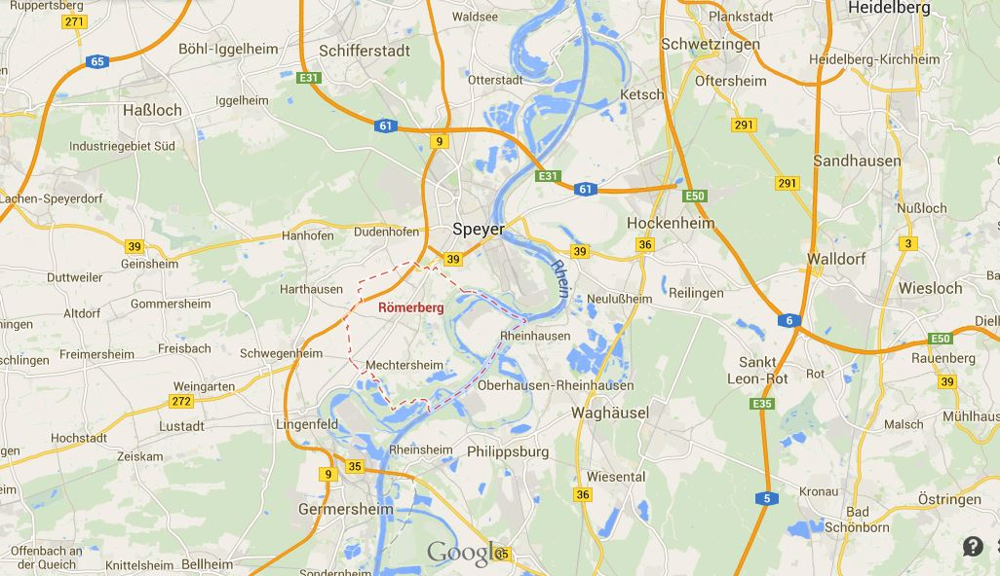 Ruppertsberg
Waldsee
Plankstadt
Heidelberg
271
Böhl-Iggelheim
Schifferstadt
Schwetzingen
65
Heidelberg-Kirchheim
E31
Otterstadt
Oftersheim
Iggelheim
Ketsch
Haßloch
61
291
9
Industriegebiet Süd
Sandhausen
E31
61
291
Lachen-Speyerdorf
E50
Nußloch
Speyer
Hockenheim
Hanhofen
Dudenhofen
39
36
3
39
39
Geinsheim
Walldorf
Rhein
Duttweiler
Harthausen
Reilingen
Wiesloch
Neulußheim
Gommersheim
Römerberg
Altdorf
6
Rheinhausen
E50
Freimersheim
Freisbach
Schwegenheim
Rauenberg
Mechtersheim
Sankt
Leon-Rot
Rot
39
Weingarten
Oberhausen-Rheinhausen
272
E35
Waghäusel
Lustadt
Lingenfeld
Malsch
Hochstadt
Rheinsheim
Philippsburg
Zeiskam
35
9
Wiesental
36
Kronau
5
Östringen
Germersheim
Bad
Schönborn
Google
35
Offenbach an
der Queich
Knittelsheim
Bellheim
Sondernheim
?